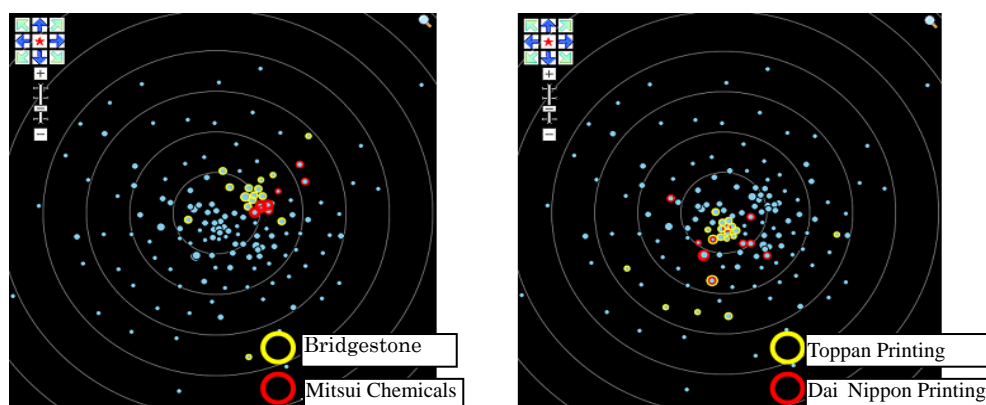 Bridgestone
Mitsui Chemicals
Toppan Printing
Dai Nippon Printing